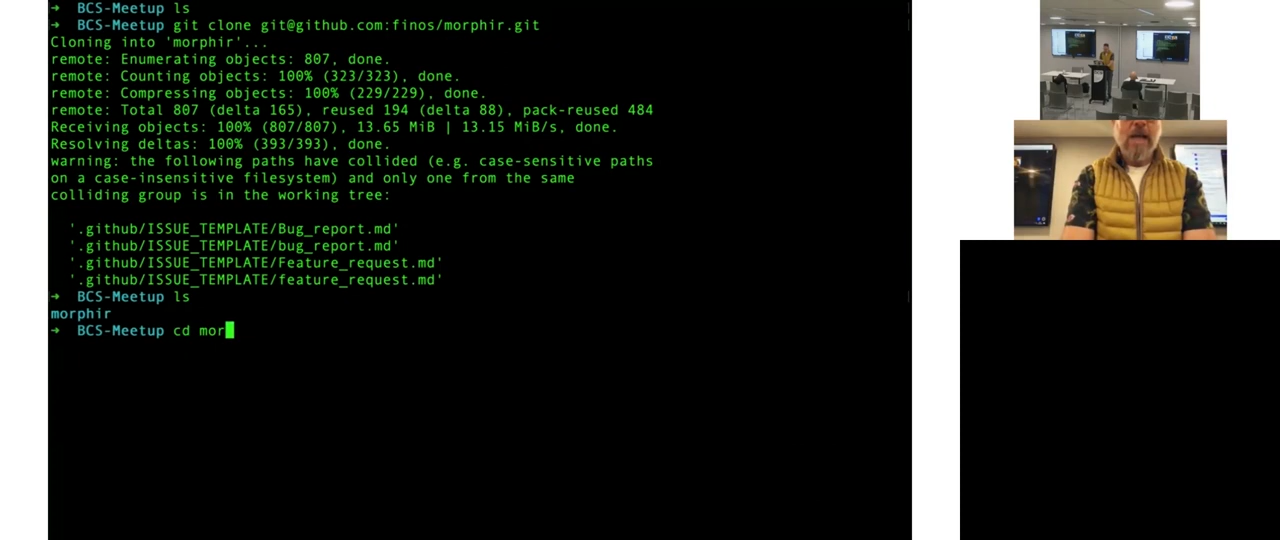 → BCS-Meetup ls
→ BCS-Meetup git clone git@github.com:finos/morphir.git
Cloning into 'morphir'...
remote: Enumerating objects: 807, done.
remote: Counting objects: 100% (323/323), done.
remote: Compressing objects: 100% (229/229), done.
remote: Total 807 (delta 165), reused 194 (delta 88), pack-reused 484
Receiving objects: 100% (807/807), 13.65 MiB | 13.15 MiB/s, done.
Resolving deltas: 100% (393/393), done.
warning: the following paths have collided (e.g. case-sensitive paths
on a case-insensitive filesystem) and only one from the same
colliding group is in the working tree:
'.github/ISSUE_TEMPLATE/Bug_report.md'
'.github/ISSUE_TEMPLATE/bug_report.md'
'.github/ISSUE_TEMPLATE/Feature_request.md'
'.github/ISSUE_TEMPLATE/feature_request.md'
→ BCS-Meetup ls
morphir
→ BCS-Meetup cd mor